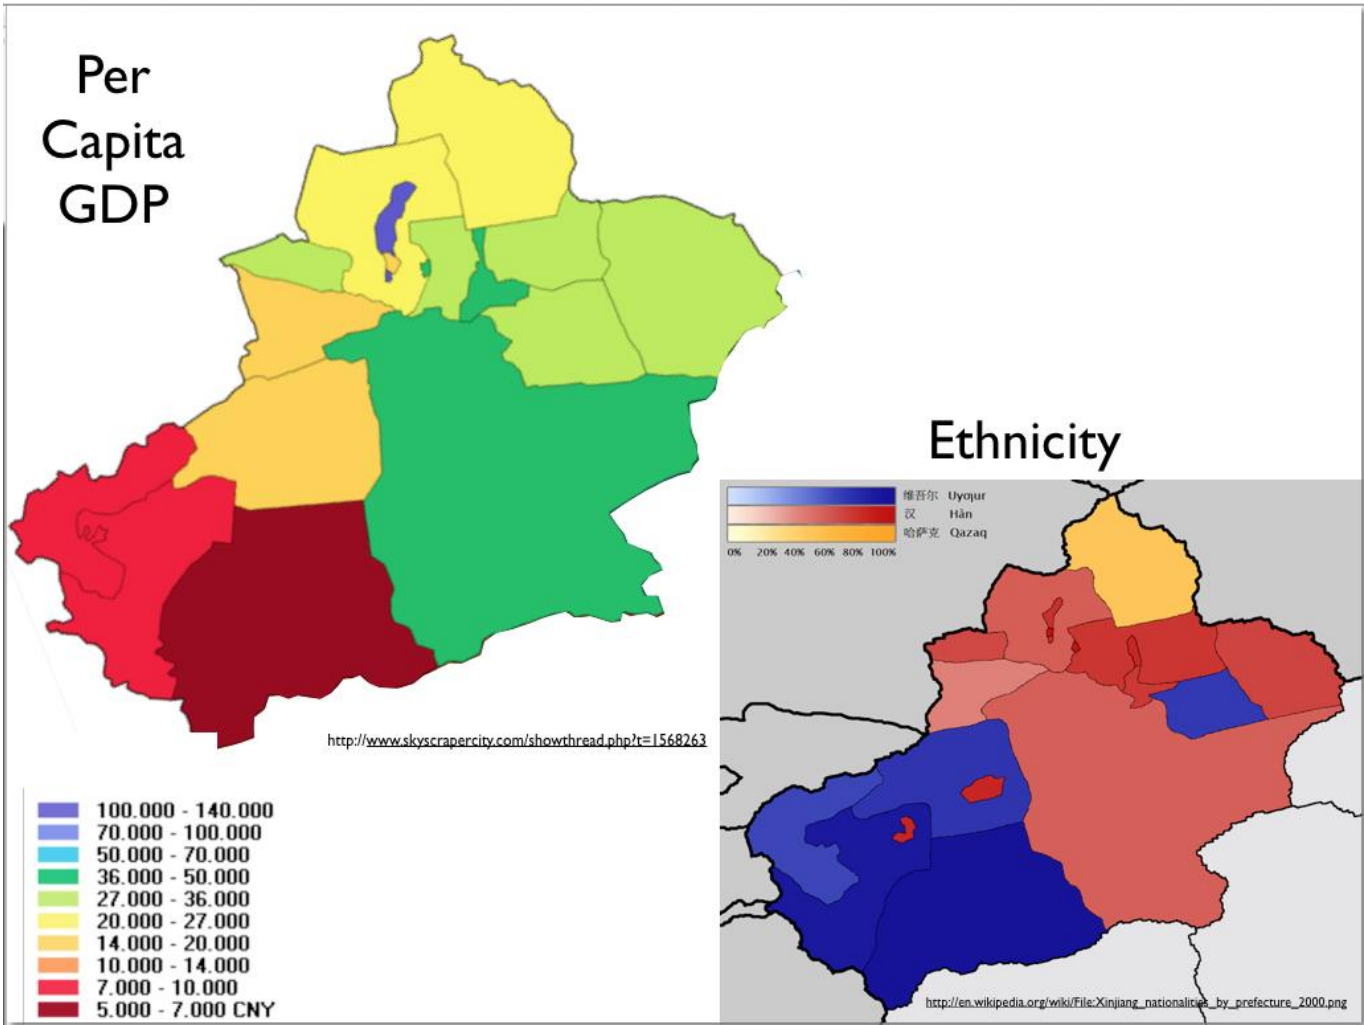 Per
Capita
GDP
http://www.skyscrapercity.com/showthread.php?t=1568263
100.000 - 140.000
70.000 - 100.000
50.000 - 70.000
36.000 - 50.000
27.000 - 36.000
20.000 - 27.000
14.000 - 20.000
10.000 - 14.000
7.000 - 10.000
5.000 - 7.000 CNY
Ethnicity
维吾尔 Uyƣur
汉 Hàn
哈萨克 Qazaq
0% 20% 40% 60% 80% 100%
http://en.wikipedia.org/wiki/File:Xinjiang_nationalities_by_prefecture_2000.png